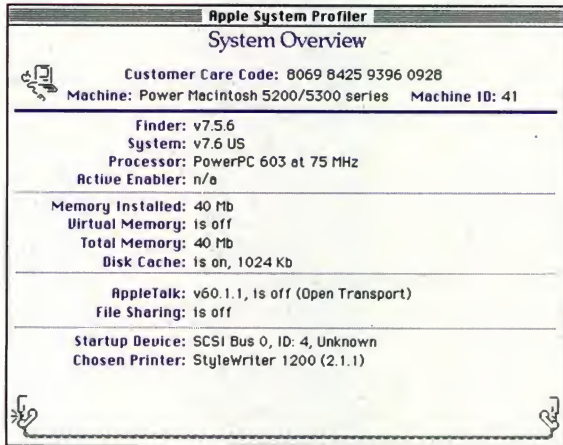 Apple System Profiler
System Overview
Customer Care Code: 8069 8425 9396 0928
Machine: Power Macintosh 5200/5300 series Machine ID: 41
Finder: v7.5.6
System: v7.6 US
Processor: PowerPC 603 at 75 MHz
Active Enabler: n/a
Memory Installed: 40 Mb
Virtual Memory: is off
Total Memory: 40 Mb
Disk Cache: is on, 1024 Kb
AppleTalk: v60.1.1, is off (Open Transport)
File Sharing: is off
Startup Device: SCSI Bus 0, ID: 4, Unknown
Chosen Printer: StyleWriter 1200 (2.1.1)